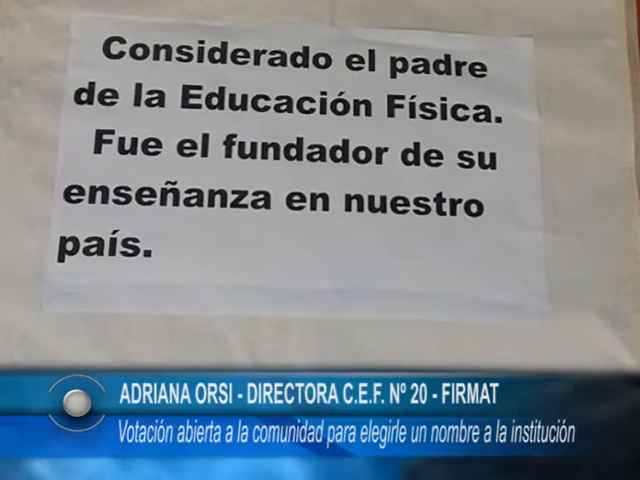 Considerado el padre
de la Educación Física.
Fue el fundador de su
enseñanza en nuestro
país.
ADRIANA ORSI - DIRECTORA C.E.F. Nº 20 - FIRMAT
Votación abierta a la comunidad para elegirle un nombre a la institución